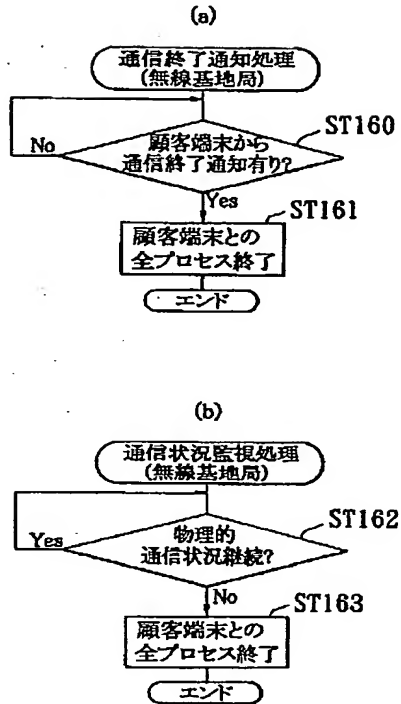 (a)
通信終了通知処理
(無線基地局)
ST160
顧客端末から
通信終了通知有り?
No
Yes
ST161
顧客端末との
全プロセス終了
エンド
(b)
通信状況監視処理
(無線基地局)
ST162
物理的
通信状況継続?
Yes
No
ST163
顧客端末との
全プロセス終了
エンド